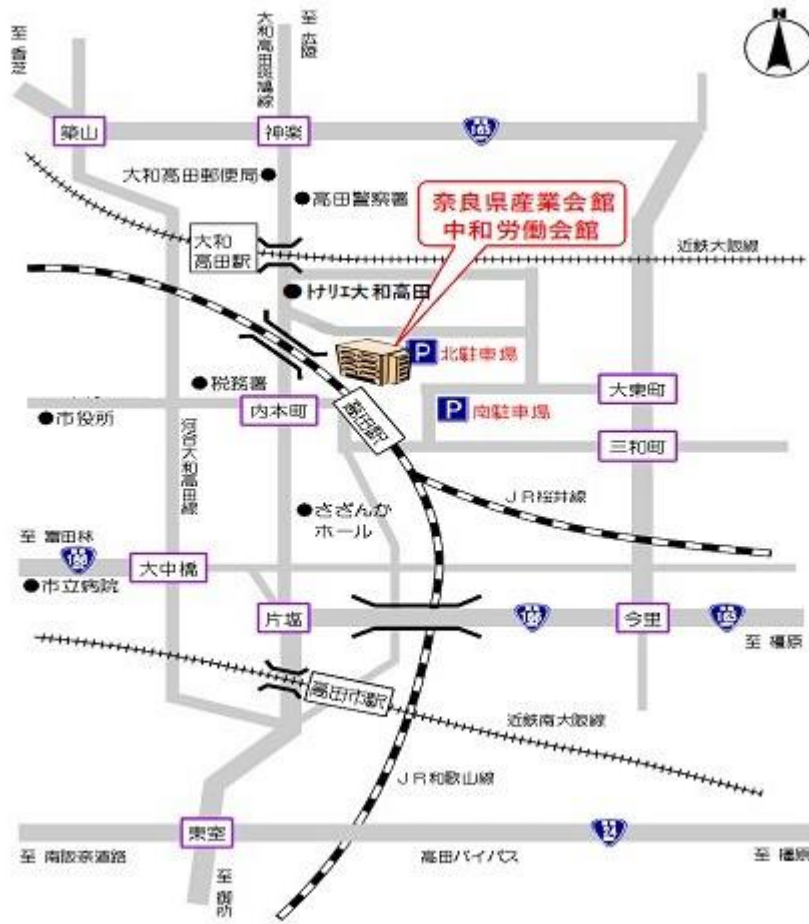 N
至 香芝
大和高田斑鳩線
至 広陵
築山
神楽
165
大和高田郵便局
高田警察署
奈良県産業会館
中和労働会館
大和
高田駅
近鉄大阪線
トナリエ大和高田
P 北駐車場
税務署
大東町
市役所
内本町
高田駅
P 南駐車場
三和町
河合大和高田線
JR桜井線
さざんか
ホール
至 富田林
166
大中橋
市立病院
片塩
166
今里
165
至 橿原
高田市駅
近鉄南大阪線
JR和歌山線
東室
24
至 南阪奈道路
高田バイパス
至 橿原
至 御所